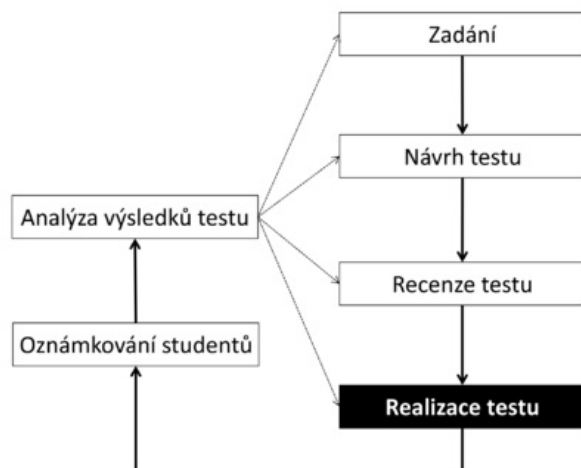 Zadání
Návrh testu
Analýza výsledků testu
Recenze testu
Oznámkování studentů
Realizace testu